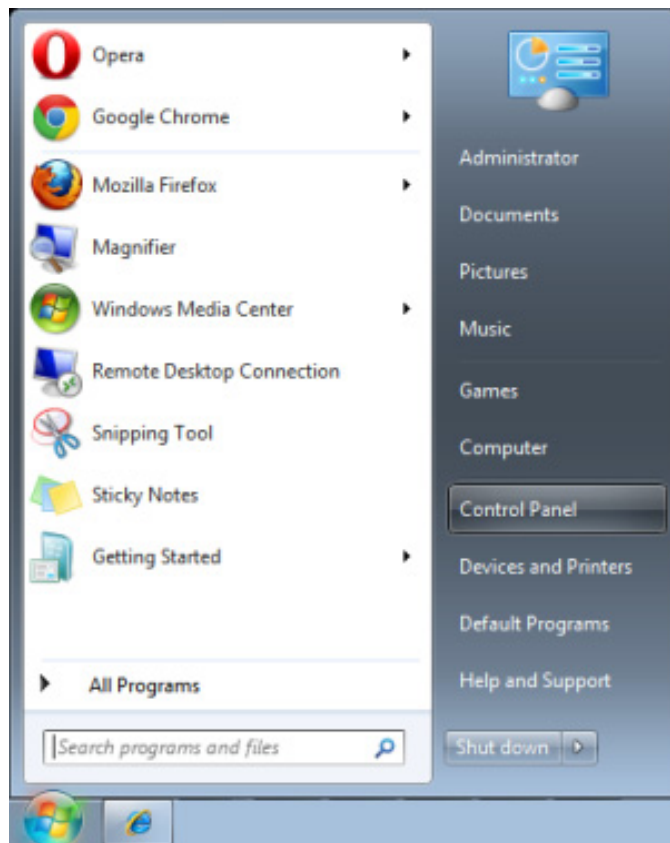 Opera
Google Chrome
Mozilla Firefox
Magnifier
Windows Media Center
Remote Desktop Connection
Snipping Tool
Sticky Notes
Getting Started
All Programs
Search programs and files
Administrator
Documents
Pictures
Music
Games
Computer
Control Panel
Devices and Printers
Default Programs
Help and Support
Shut down